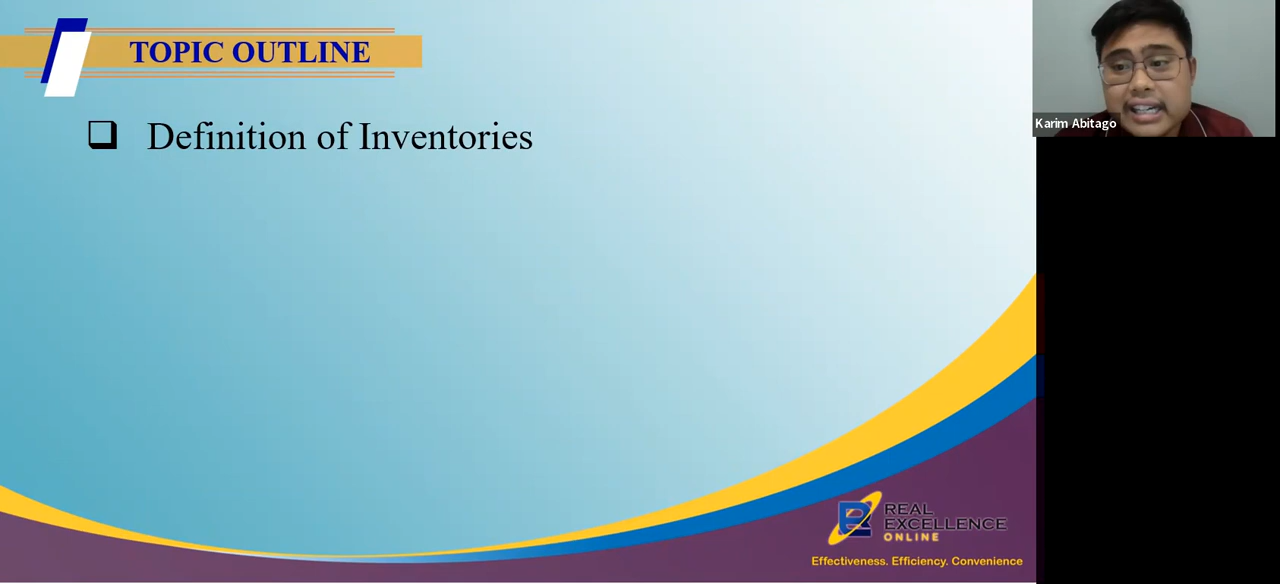 TOPIC OUTLINE
Definition of Inventories
Karim Abitago
REAL
EXCELLENCE
ONLINE
Effectiveness. Efficiency. Convenience